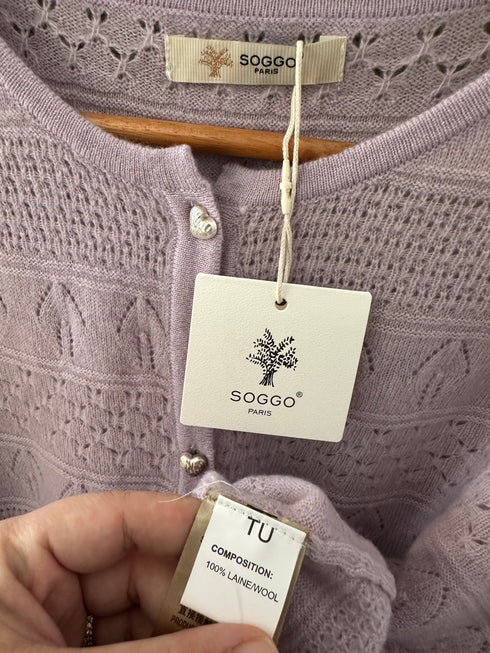 SOGGO
PARIS
SOGGO®
PARIS
TU
COMPOSITION:
100% LAINE/WOOL